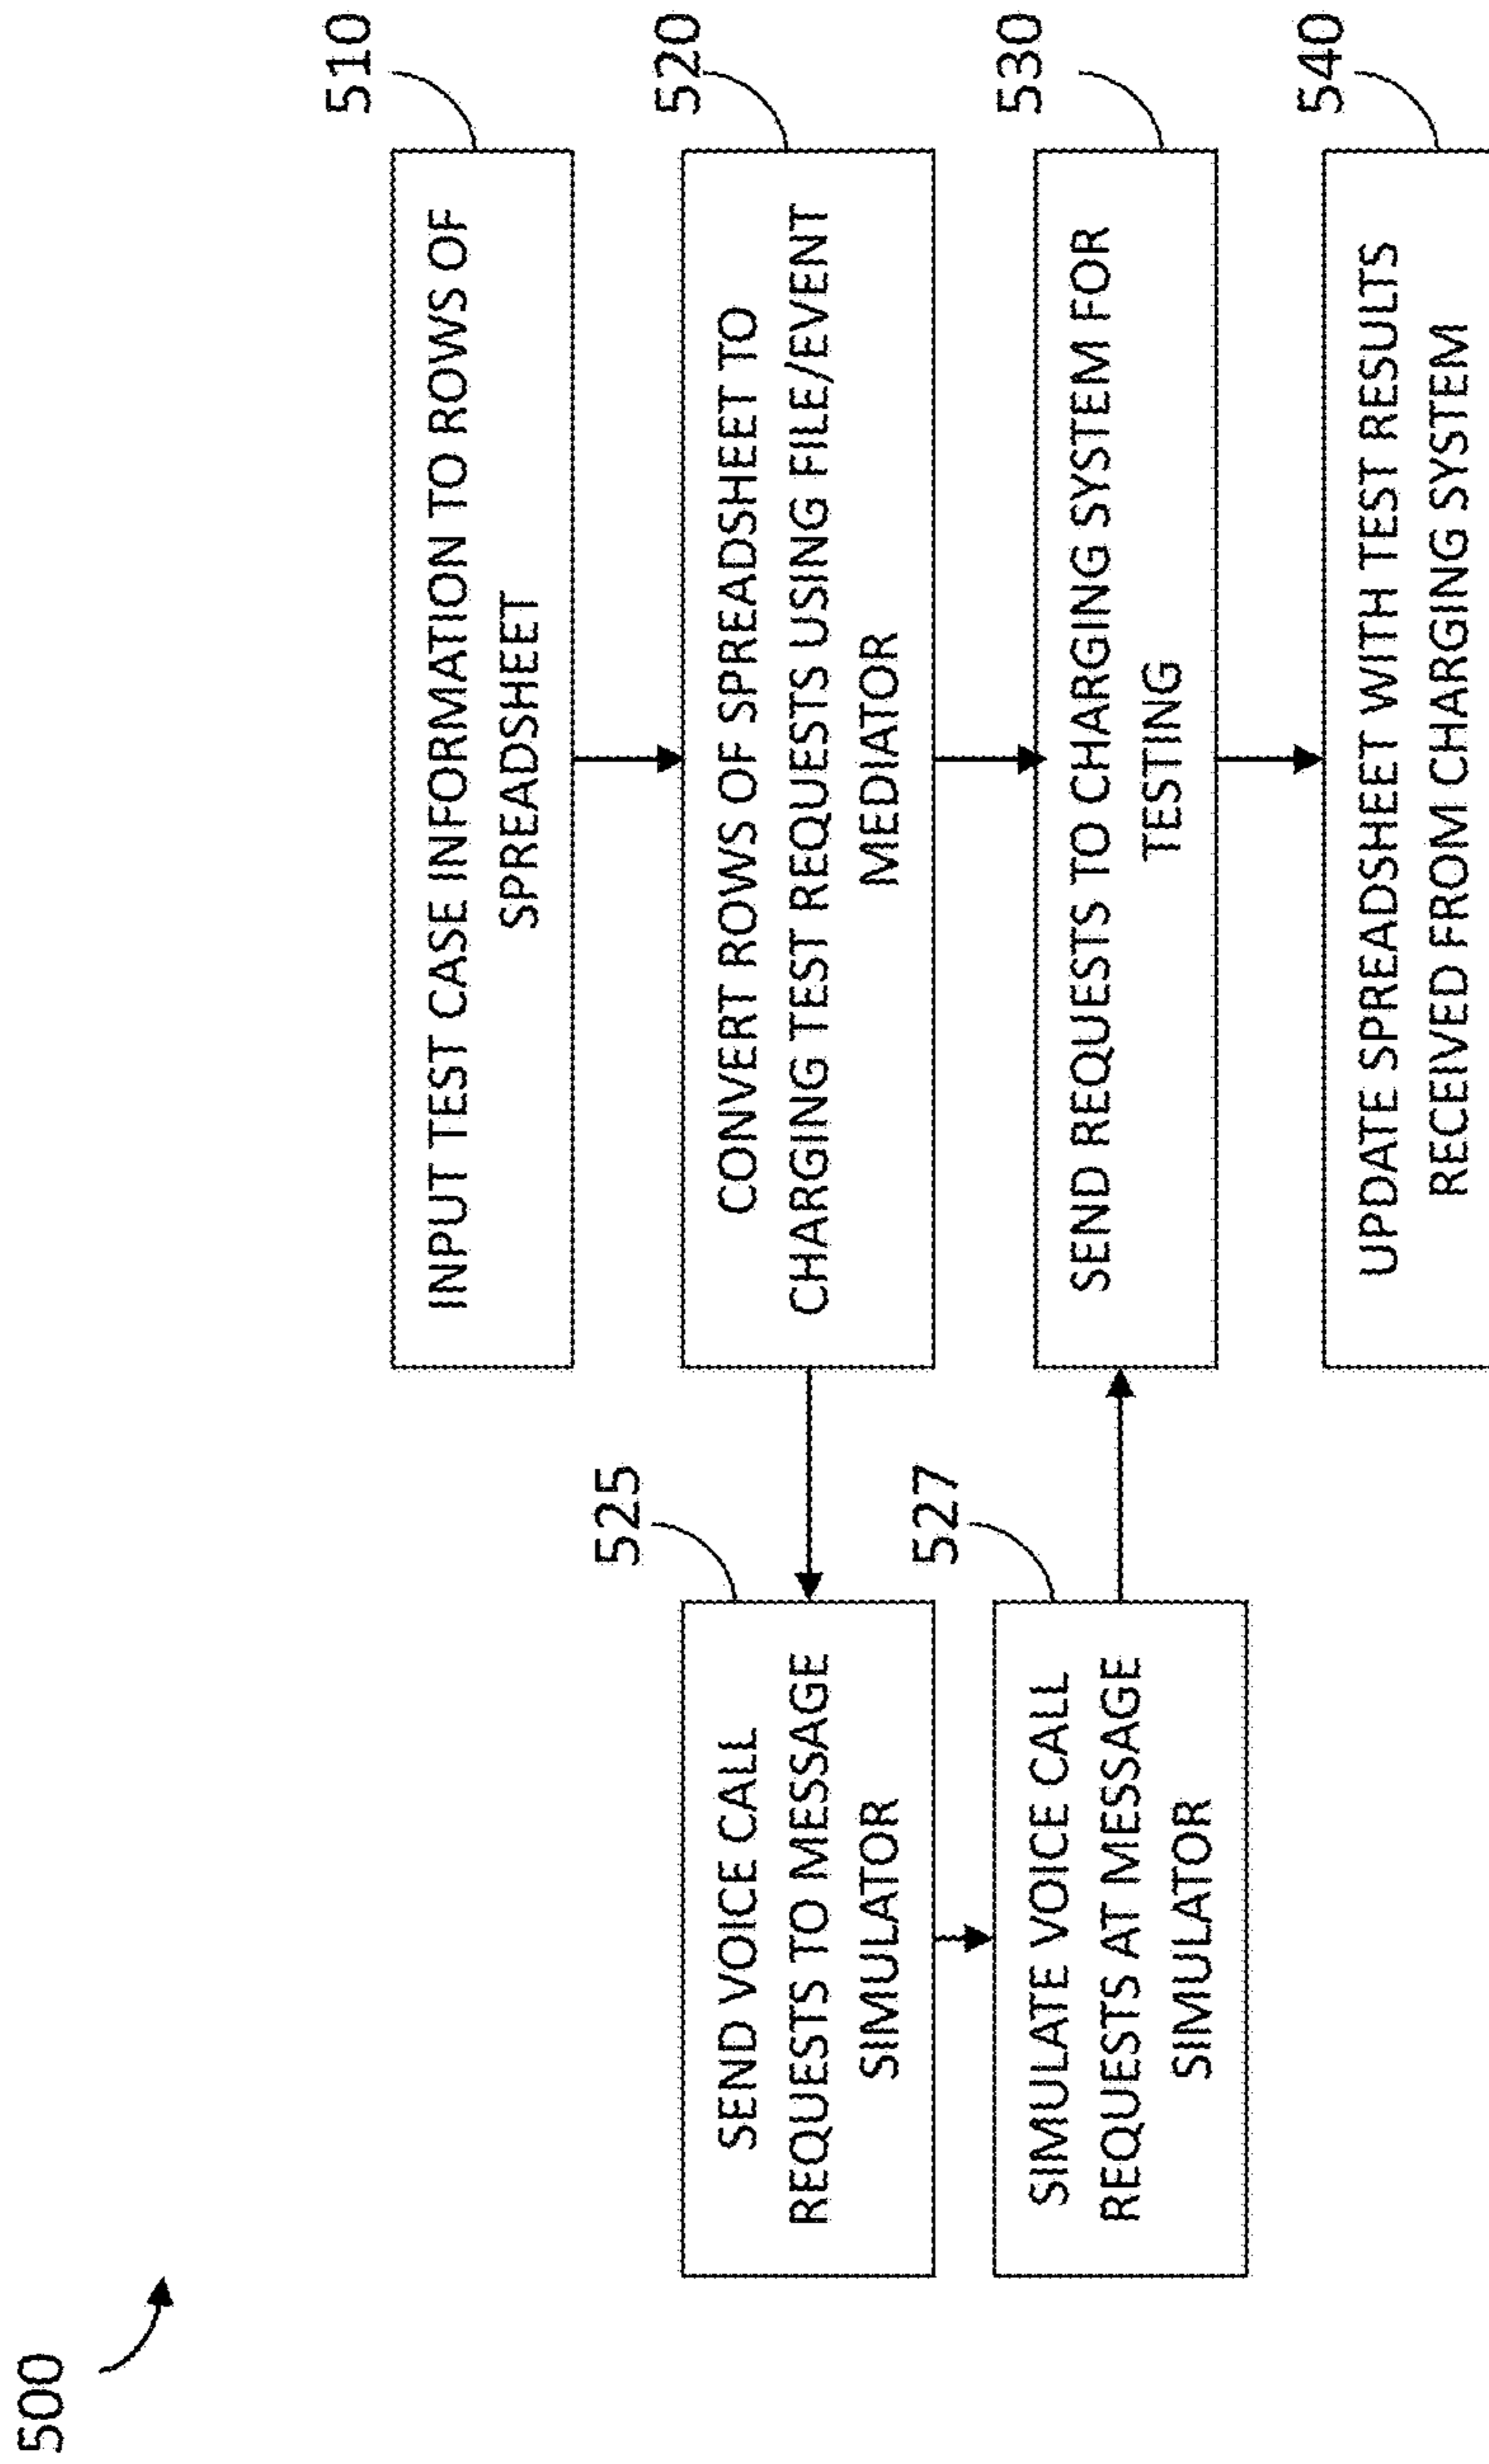 500
510
INPUT TEST CASE INFORMATION TO ROWS OF
SPREADSHEET
520
CONVERT ROWS OF SPREADSHEET TO
CHARGING TEST REQUESTS USING FILE/EVENT
MEDIATOR
525
SEND VOICE CALL
REQUESTS TO MESSAGE
SIMULATOR
527
SIMULATE VOICE CALL
REQUESTS AT MESSAGE
SIMULATOR
530
SEND REQUESTS TO CHARGING SYSTEM FOR
TESTING
540
UPDATE SPREADSHEET WITH TEST RESULTS
RECEIVED FROM CHARGING SYSTEM